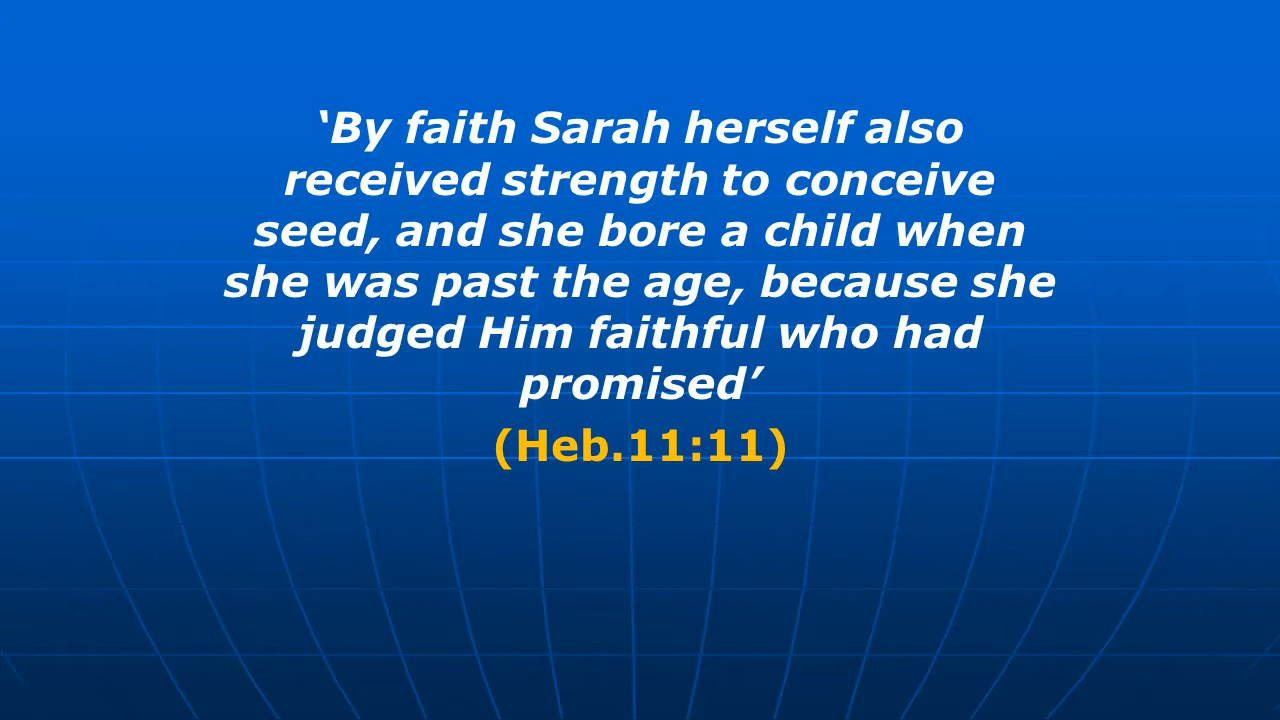 ‘By faith Sarah herself also
received strength to conceive
seed, and she bore a child when
she was past the age, because she
judged Him faithful who had
promised’
(Heb.11:11)